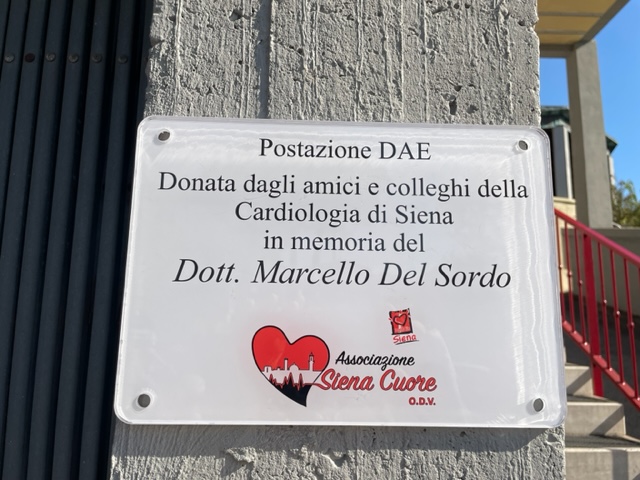 Postazione DAE
Donata dagli amici e colleghi della
Cardiologia di Siena
in memoria del
Dott. Marcello Del Sordo
Siena
Associazione
Siena Cuore
O.D.V.